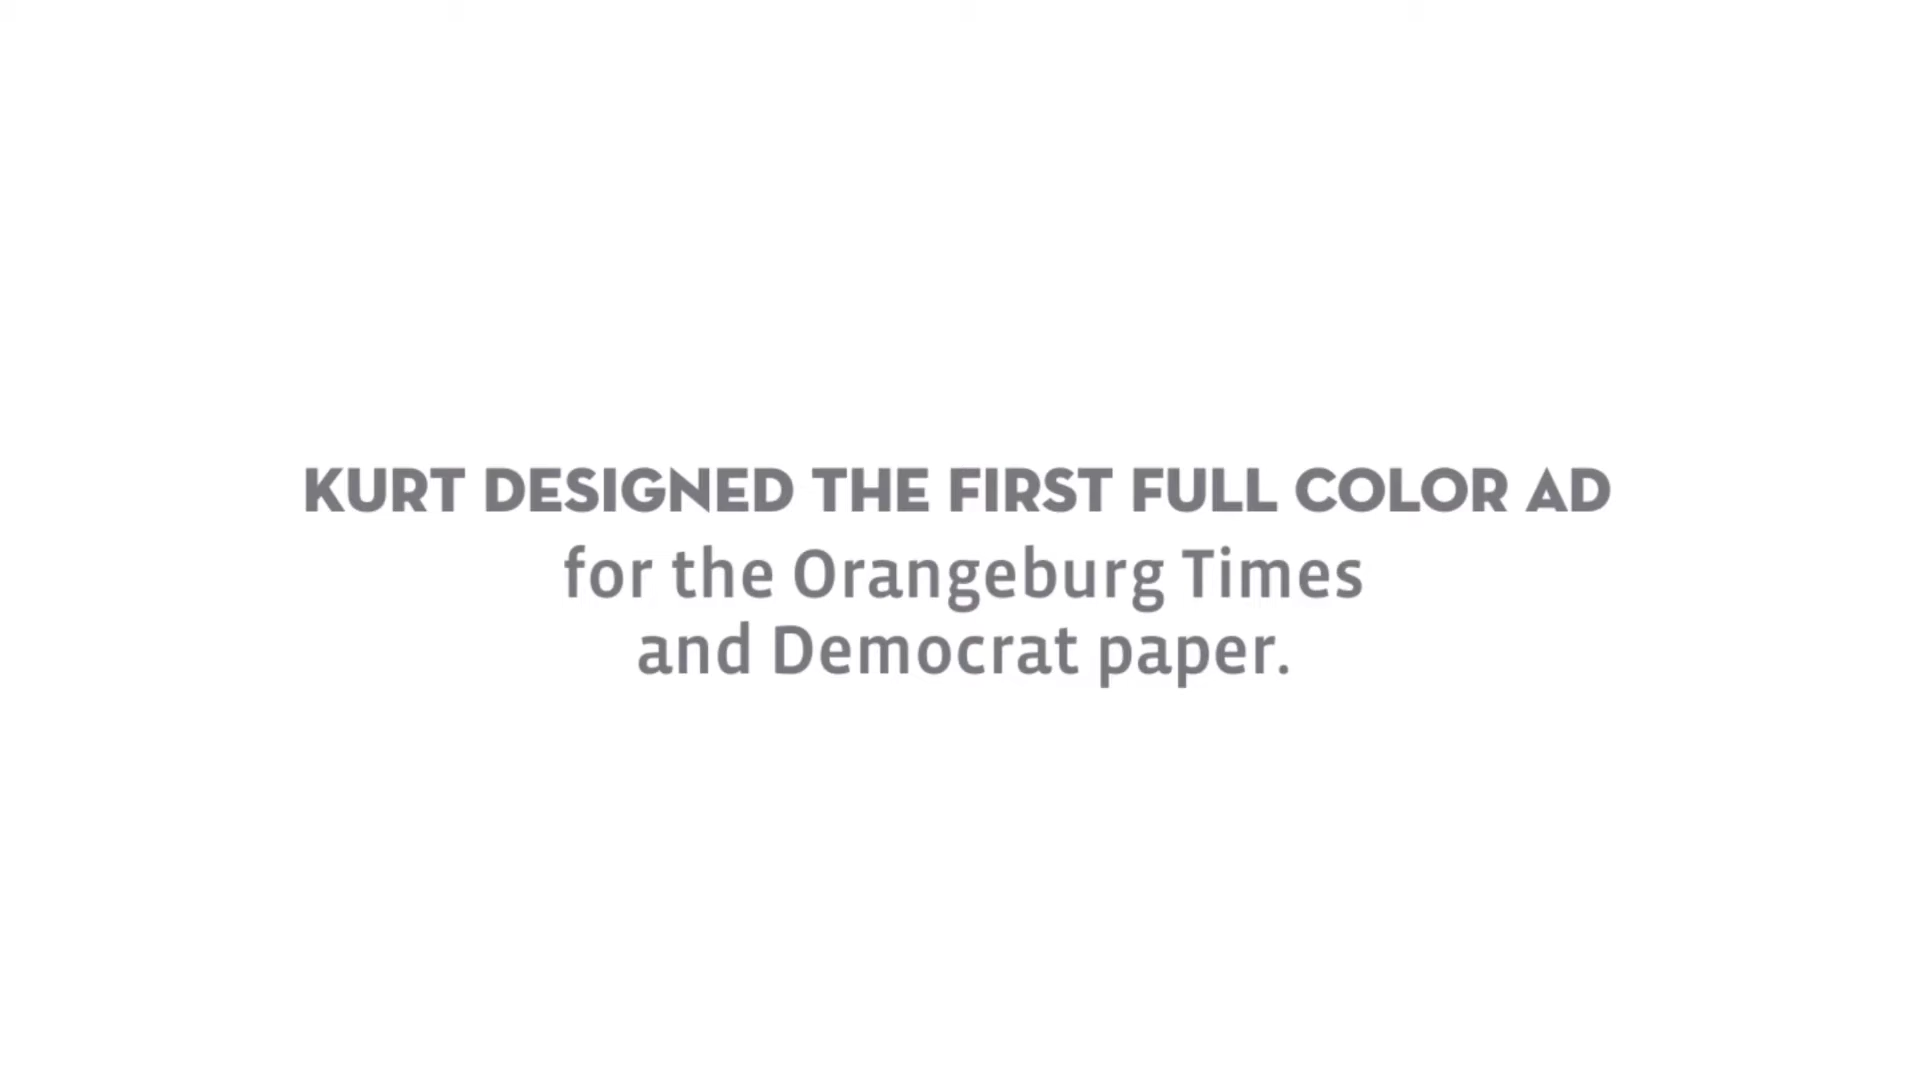 KURT DESIGNED THE FIRST FULL COLOR AD
for the Orangeburg Times
and Democrat paper.